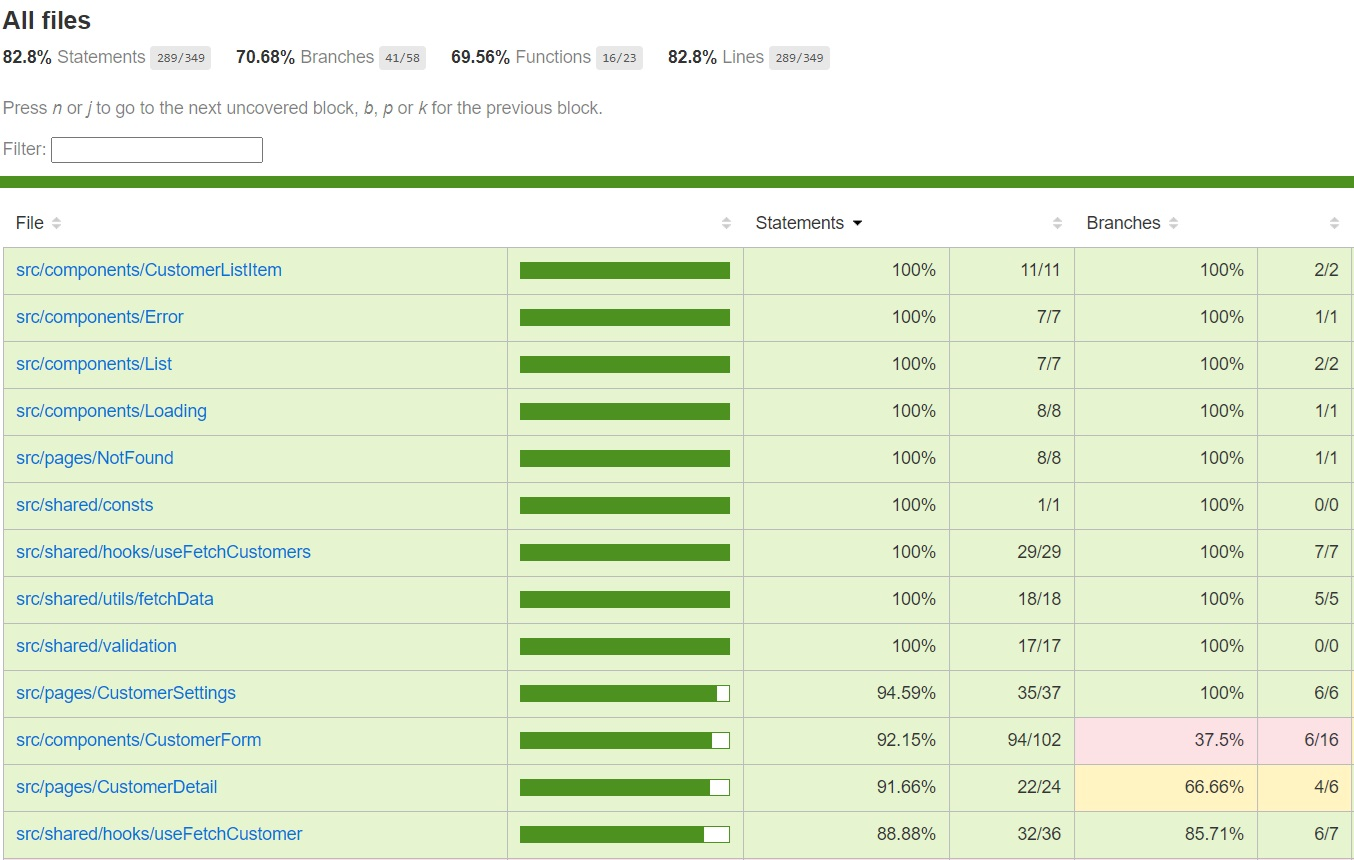 All files
82.8% Statements 289/349 70.68% Branches 41/58 69.56% Functions 16/23 82.8% Lines 289/349
Press n or j to go to the next uncovered block, b, p or k for the previous block.
Filter:
File Statements Branches
src/components/CustomerListItem 100% 11/11 100% 2/2
src/components/Error 100% 7/7 100% 1/1
src/components/List 100% 7/7 100% 2/2
src/components/Loading 100% 8/8 100% 1/1
src/pages/NotFound 100% 8/8 100% 1/1
src/shared/consts 100% 1/1 100% 0/0
src/shared/hooks/useFetchCustomers 100% 29/29 100% 7/7
src/shared/utils/fetchData 100% 18/18 100% 5/5
src/shared/validation 100% 17/17 100% 0/0
src/pages/CustomerSettings 94.59% 35/37 100% 6/6
src/components/CustomerForm 92.15% 94/102 37.5% 6/16
src/pages/CustomerDetail 91.66% 22/24 66.66% 4/6
src/shared/hooks/useFetchCustomer 88.88% 32/36 85.71% 6/7